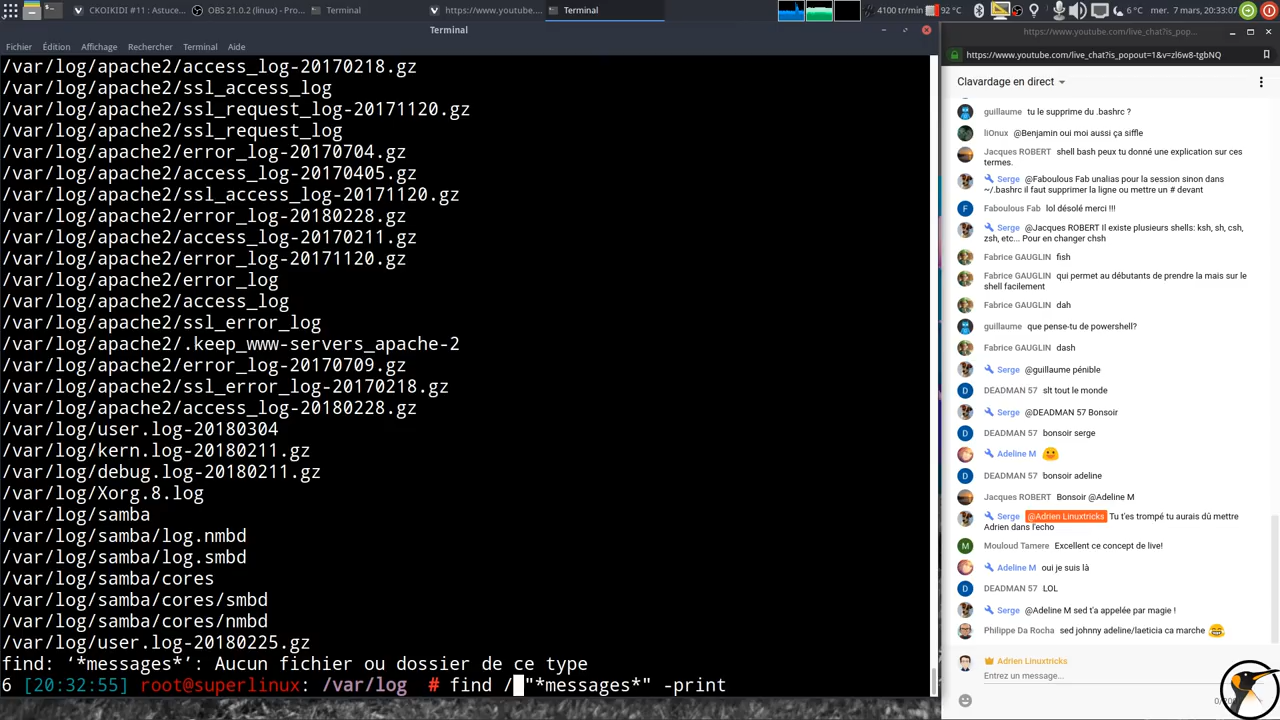 CXOIKIDI #11 : Astuce...
OBS 21.0.2 (linux) - Pro...
Terminal
https://www.youtube....
Terminal
4100 tr/min
92 °C
6 °C
mer. 7 mars, 20:33:07
Terminal
Fichier Édition Affichage Rechercher Terminal Aide
/var/log/apache2/access_log-20170218.gz
/var/log/apache2/ssl_access_log
/var/log/apache2/ssl_request_log-20171120.gz
/var/log/apache2/ssl_request_log
/var/log/apache2/error_log-20170709.gz
/var/log/apache2/access_log-20170405.gz
/var/log/apache2/ssl_access_log-20171120.gz
/var/log/apache2/error_log-20180228.gz
/var/log/apache2/access_log-20170831.gz
/var/log/apache2/error_log-20171120.gz
/var/log/apache2/error_log
/var/log/apache2/access_log
/var/log/apache2/ssl_error_log
/var/log/apache2/.keep_www-servers_apache-2
/var/log/apache2/error_log-20170709.gz
/var/log/apache2/ssl_error_log-20170218.gz
/var/log/apache2/access_log-20180228.gz
/var/log/user.log-20180304
/var/log/kern.log-20180211.gz
/var/log/debug.log-20180211.gz
/var/log/Xorg.8.log
/var/log/samba
/var/log/samba/log.nmbd
/var/log/samba/log.smbd
/var/log/samba/cores
/var/log/samba/cores/smbd
/var/log/samba/cores/nmbd
/var/log/user.log-20180225.gz
find: ‘*messages*’: Aucun fichier ou dossier de ce type
6 [20:32:55] root@superlinux: /var/log # find / "*messages*" -print
https://www.youtube.com/live_chat?is_pop...
https://www.youtube.com/live_chat?is_popout=1&v=zl6w8-tgbNQ
Clavardage en direct
guillaume tu le supprime du .bashrc ?
liOnux @Benjamin oui moi aussi ça siffle
Jacques ROBERT shell bash peux tu donné une explication sur ces
termes.
Serge @Faboulous Fab unalias pour la session sinon dans
~/.bashrc il faut supprimer la ligne ou mettre un # devant
Faboulous Fab lol désolé merci !!!
Serge @Jacques ROBERT Il existe plusieurs shells: ksh, sh, csh,
zsh, etc... Pour en changer chsh
Fabrice GAUGLIN fish
Fabrice GAUGLIN qui permet au débutants de prendre la mais sur le
shell facilement
Fabrice GAUGLIN dah
guillaume que pense-tu de powershell?
Fabrice GAUGLIN dash
Serge @guillaume pénible
D DEADMAN 57 slt tout le monde
Serge @DEADMAN 57 Bonsoir
D DEADMAN 57 bonsoir serge
Adeline M
D DEADMAN 57 bonsoir adeline
Jacques ROBERT Bonsoir @Adeline M
Serge @Adrien Linuxtricks Tu t'es trompé tu aurais dû mettre
Adrien dans l'echo
M Mouloud Tamere Excellent ce concept de live!
Adeline M oui je suis là
D DEADMAN 57 LOL
Serge @Adeline M sed t'a appelée par magie !
Philippe Da Rocha sed johnny adeline/laeticia ca marche
Adrien Linuxtricks
Entrez un message...